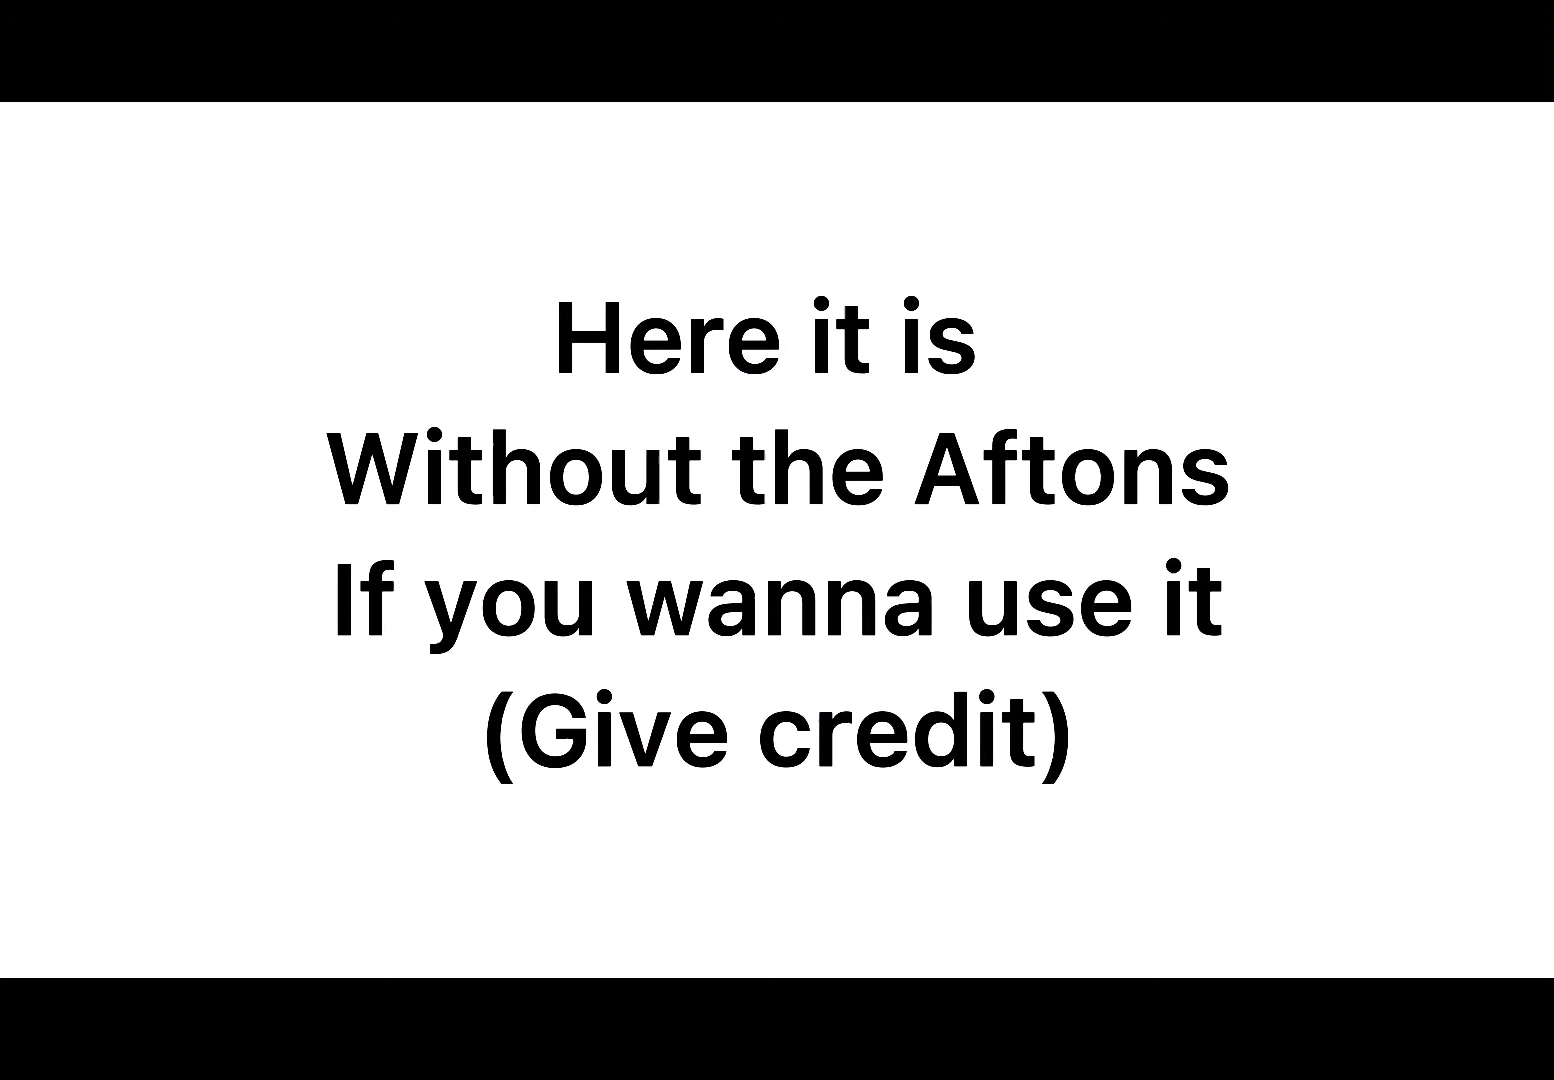 Here it is
Without the Aftons
If you wanna use it
(Give credit)